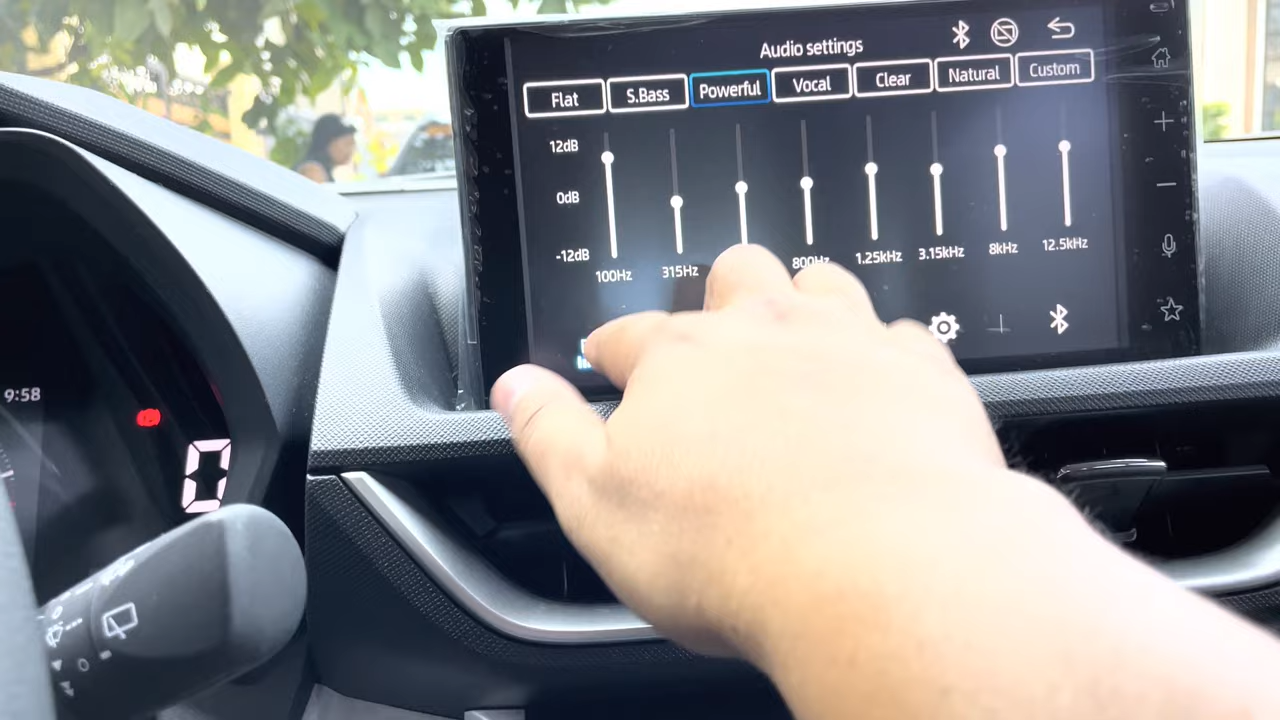 Audio settings
Flat S.Bass Powerful Vocal Clear Natural Custom
12dB
0dB
-12dB
100Hz 315Hz 800Hz 1.25kHz 3.15kHz 8kHz 12.5kHz
9:58
0